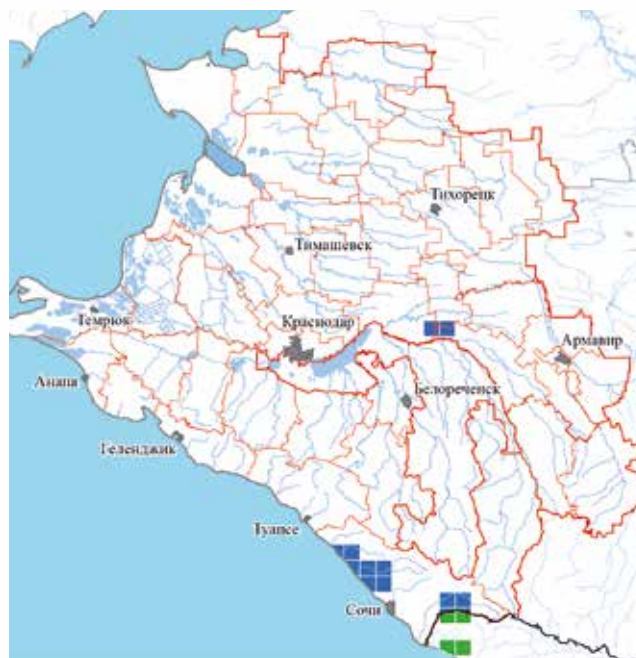 Тихорецк
Тимашевск
Темрюк
Краснодар
Армавир
Анапа
Белореченск
Геленджик
Туапсе
Сочи